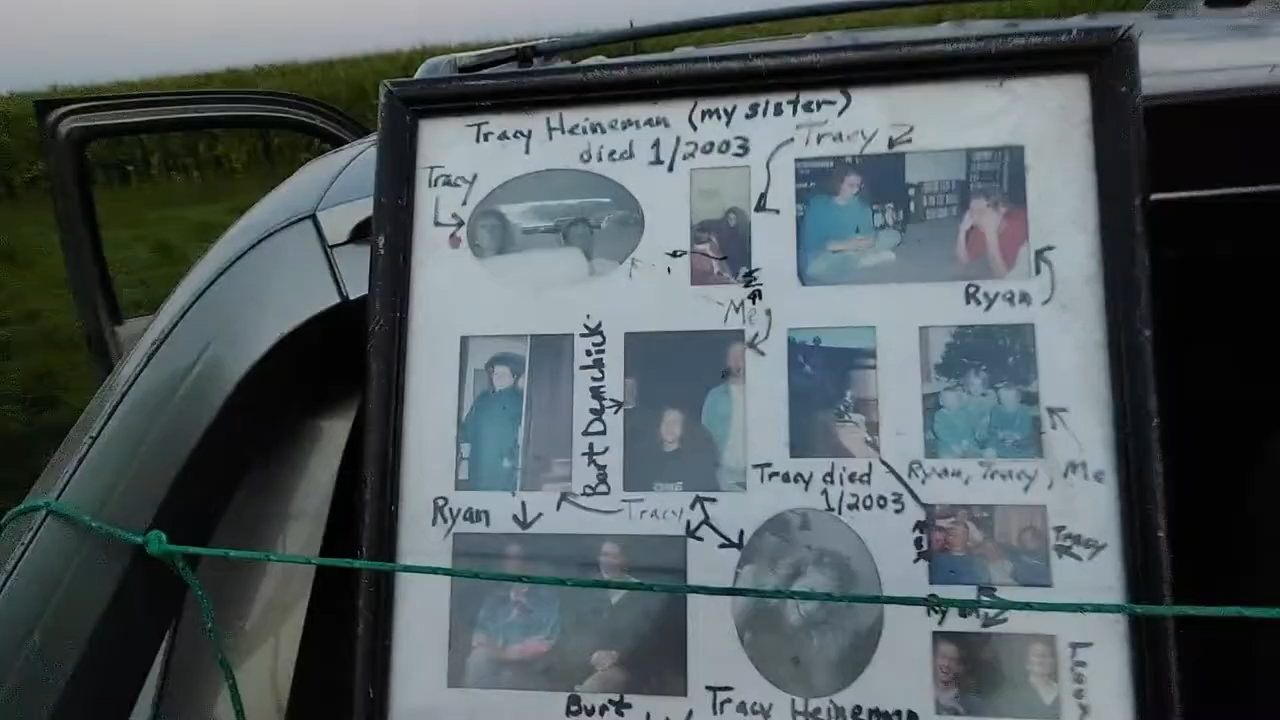 Tracy Heineman (my sister)
died 1/2003
Tracy
Tracy
Ryan
Me
Burt Demchick
Tracy died
1/2003
Ryan, Tracy, Me
Ryan
Tracy
Tracy
Ryan
Burt
Tracy Heineman